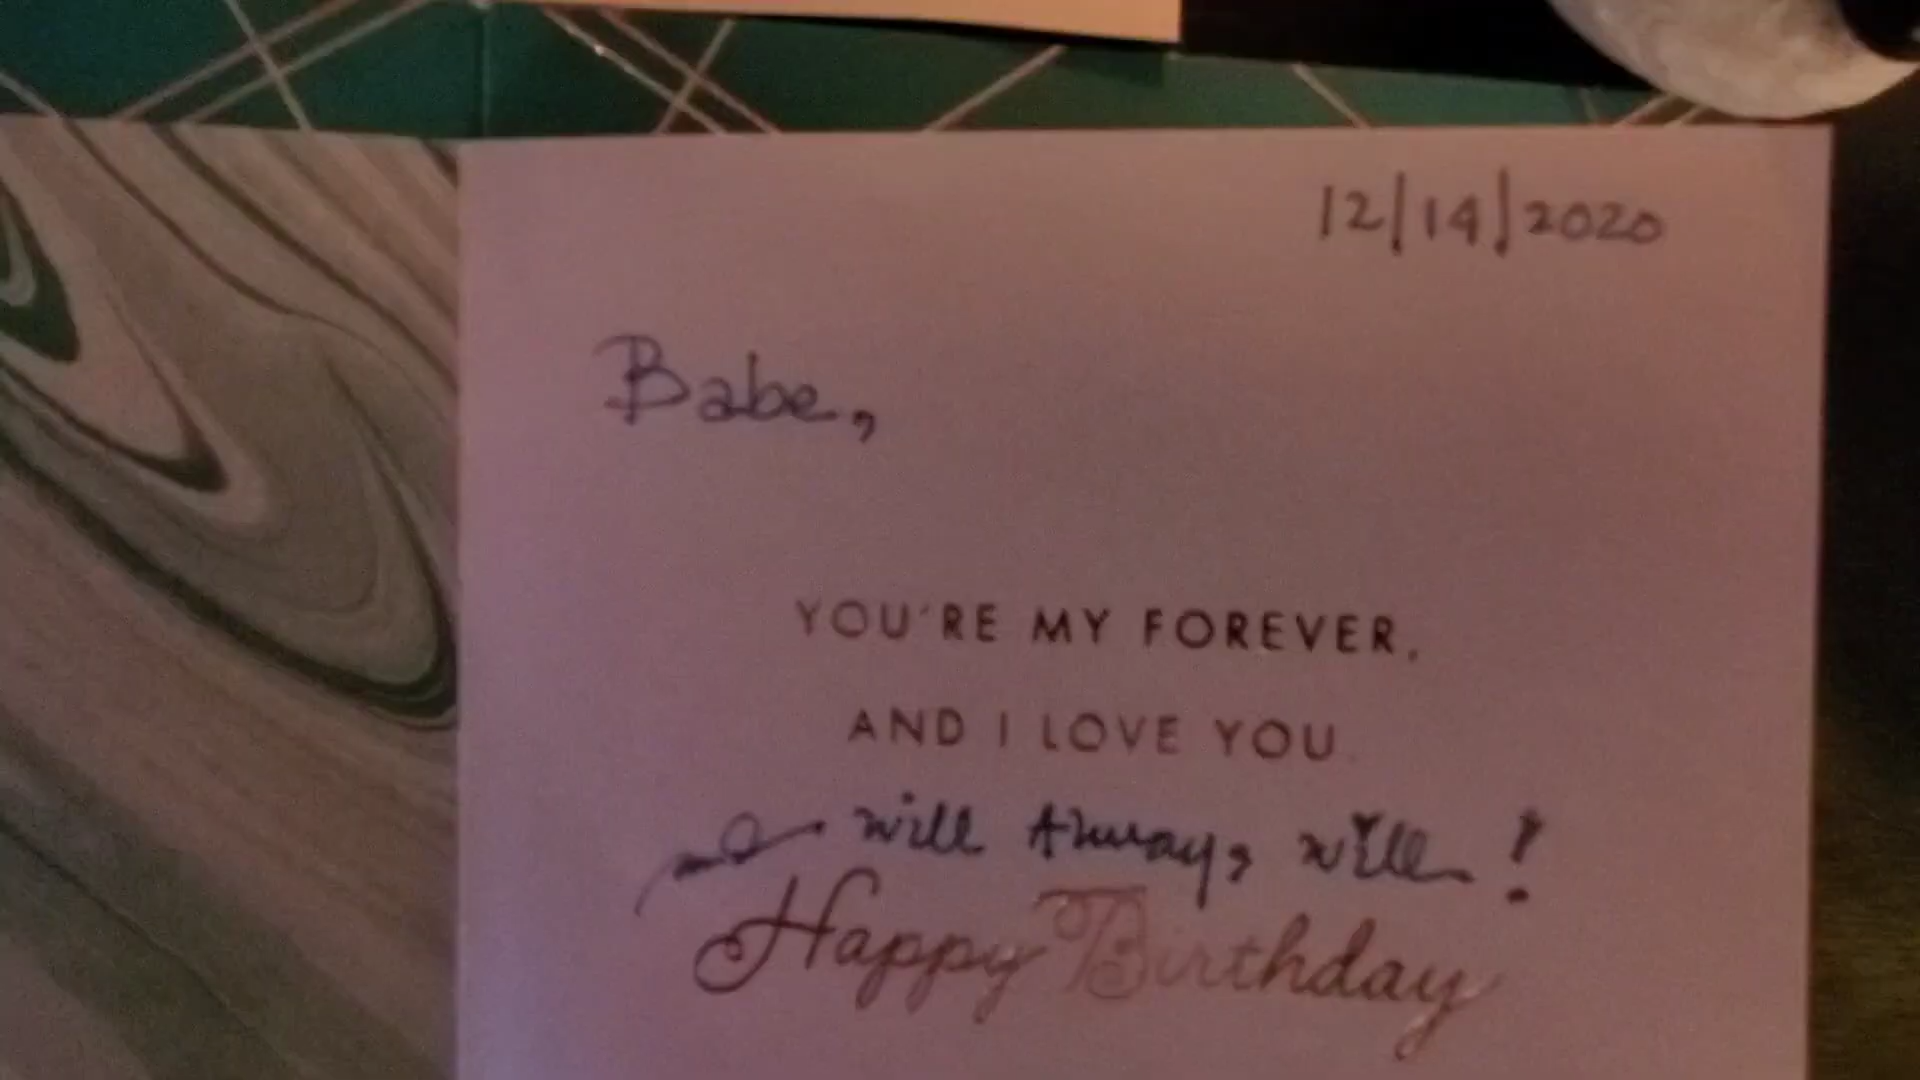 12/14/2020
Babe,
YOU'RE MY FOREVER,
AND I LOVE YOU.
will Always, will !
Happy Birthday